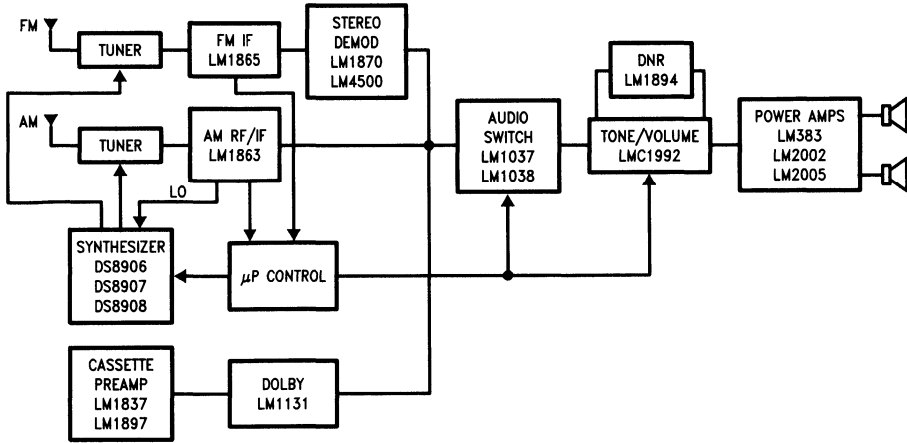 FM
TUNER
FM IF
LM1865
STEREO
DEMOD
LM1870
LM4500
DNR
LM1894
AM
TUNER
AM RF/IF
LM1863
AUDIO
SWITCH
LM1037
LM1038
TONE/VOLUME
LMC1992
POWER AMPS
LM383
LM2002
LM2005
LO
SYNTHESIZER
DS8906
DS8907
DS8908
μP CONTROL
CASSETTE
PREAMP
LM1837
LM1897
DOLBY
LM1131